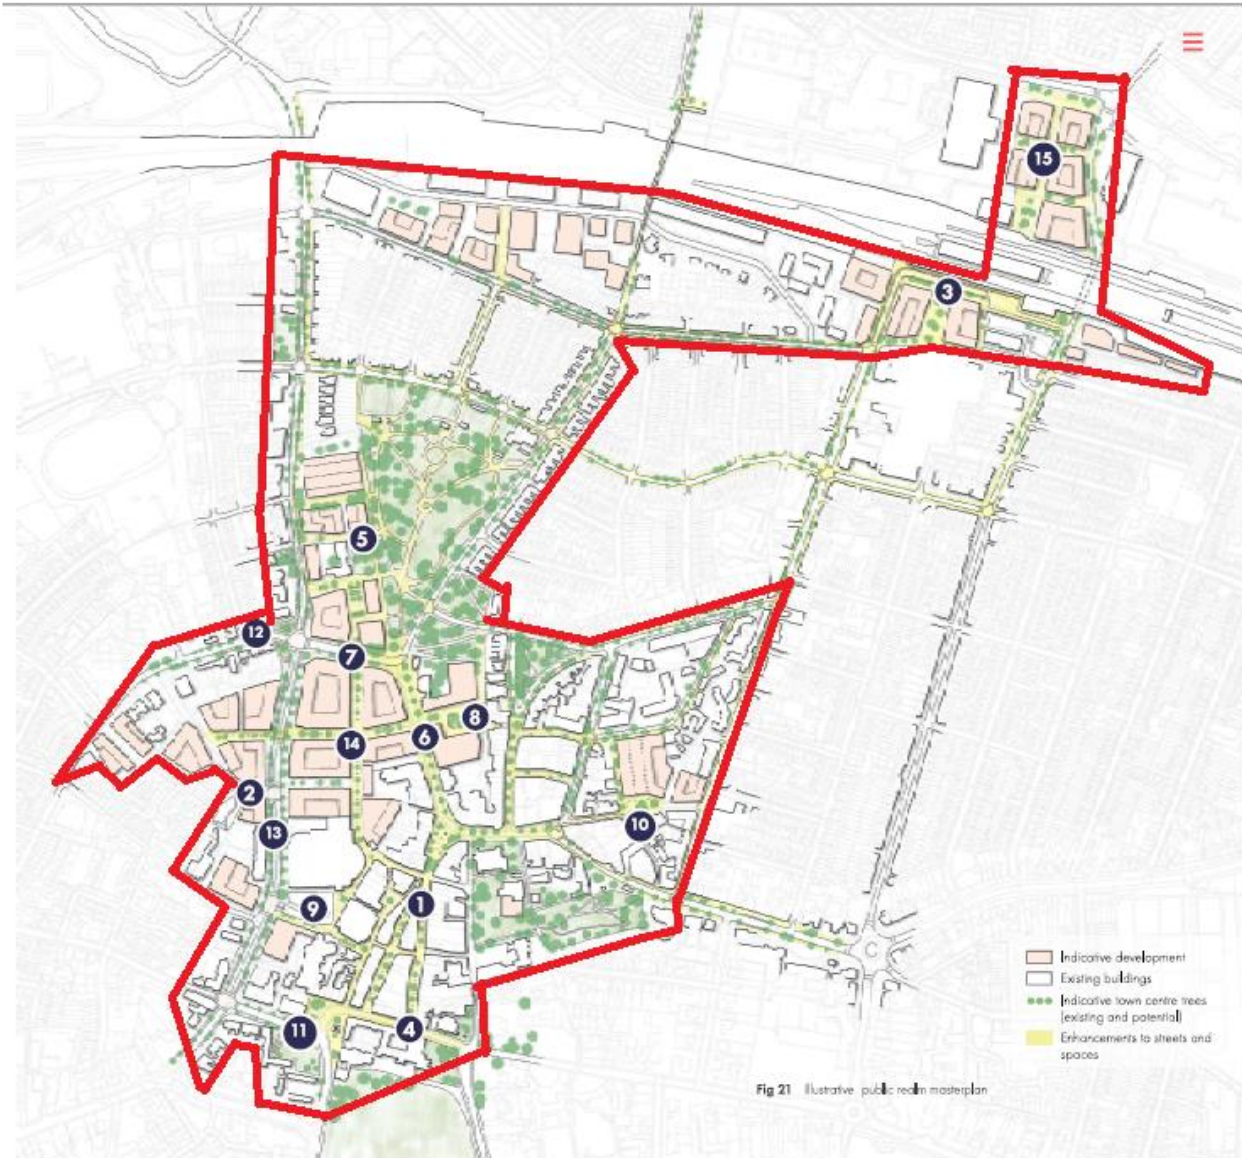 15
3
5
12
7
8
6
14
2
13
10
1
9
11
4
Indicative development
Existing buildings
Indicative town centre trees
(existing and potential)
Enhancements to streets and
spaces
Fig 21 Illustrative public realm masterplan